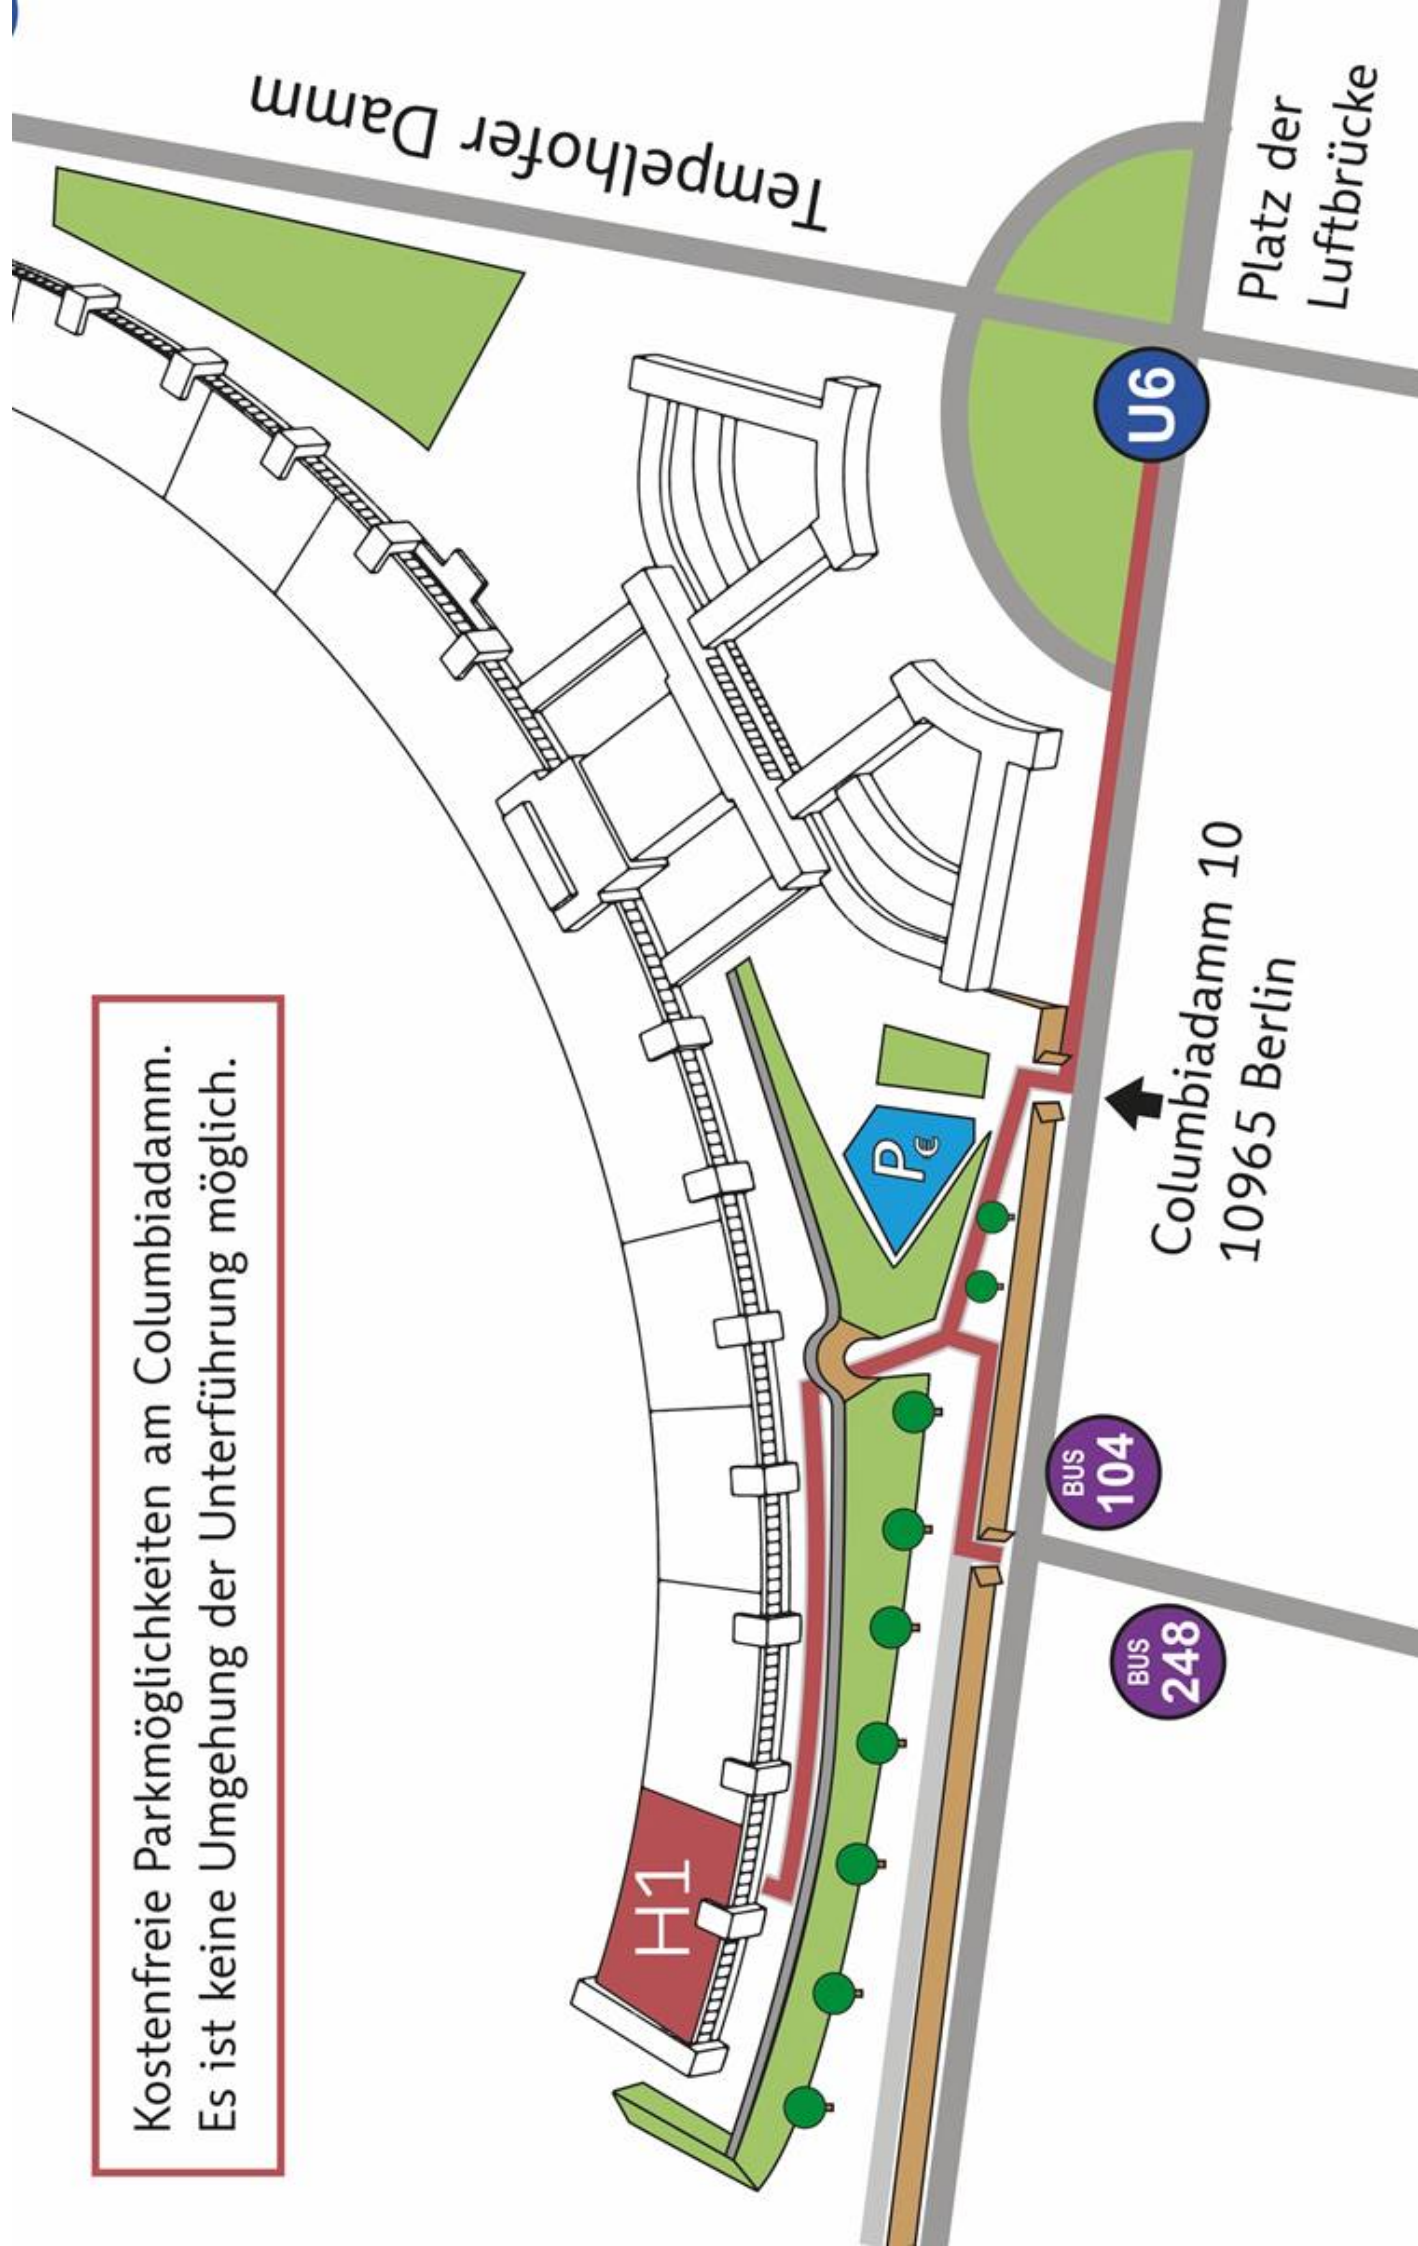 Kostenfreie Parkmöglichkeiten am Columbiadamm.
Es ist keine Umgehung der Unterführung möglich.
Tempelhofer Damm
H1
P€
U6
Platz der
Luftbrücke
Columbiadamm 10
10965 Berlin
BUS
104
BUS
248